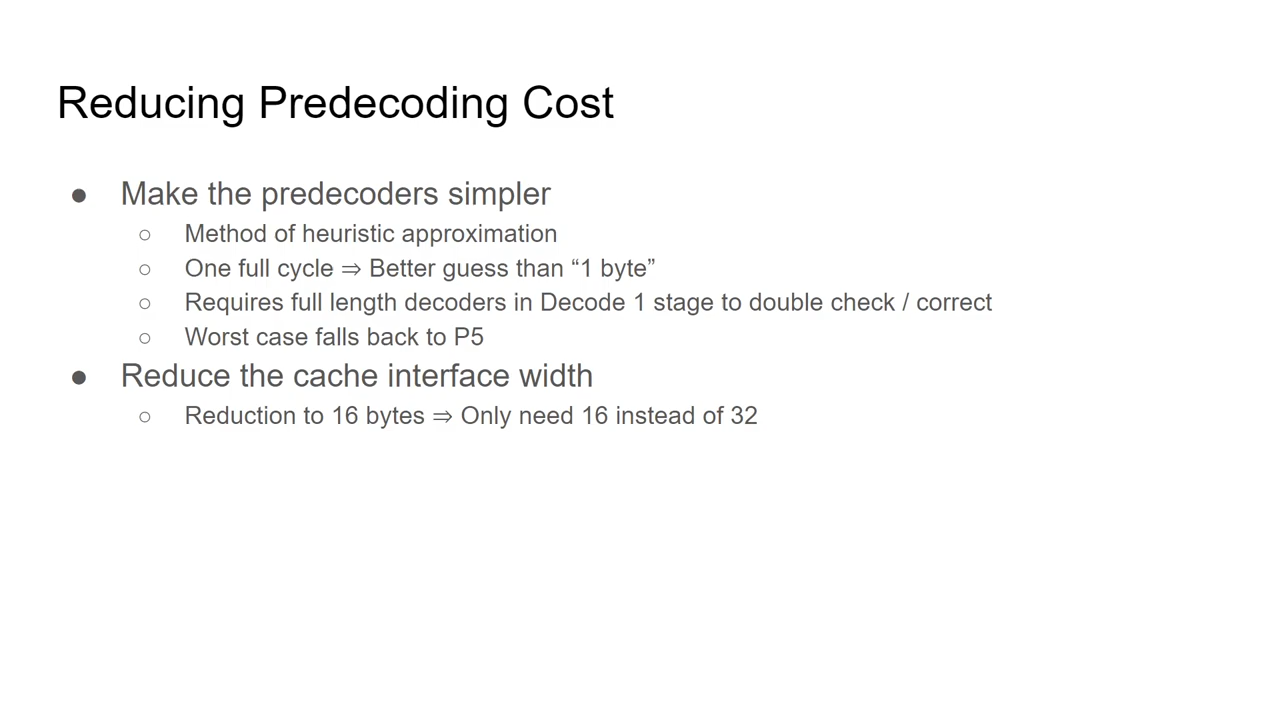 Reducing Predecoding Cost
● Make the predecoders simpler
○ Method of heuristic approximation
○ One full cycle ⇒ Better guess than “1 byte”
○ Requires full length decoders in Decode 1 stage to double check / correct
○ Worst case falls back to P5
● Reduce the cache interface width
○ Reduction to 16 bytes ⇒ Only need 16 instead of 32